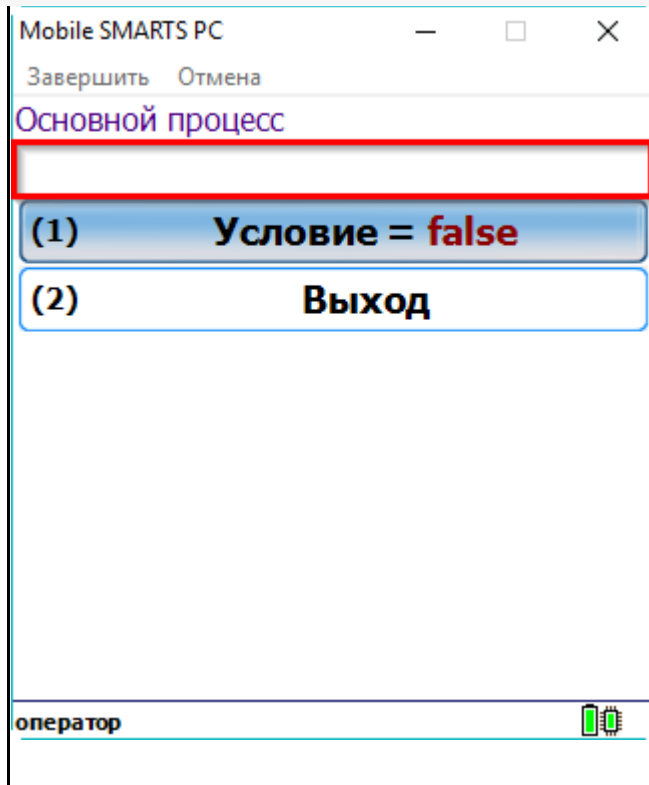 Mobile SMARTS PC
Завершить Отмена
Основной процесс
(1) Условие = false
(2) Выход
оператор